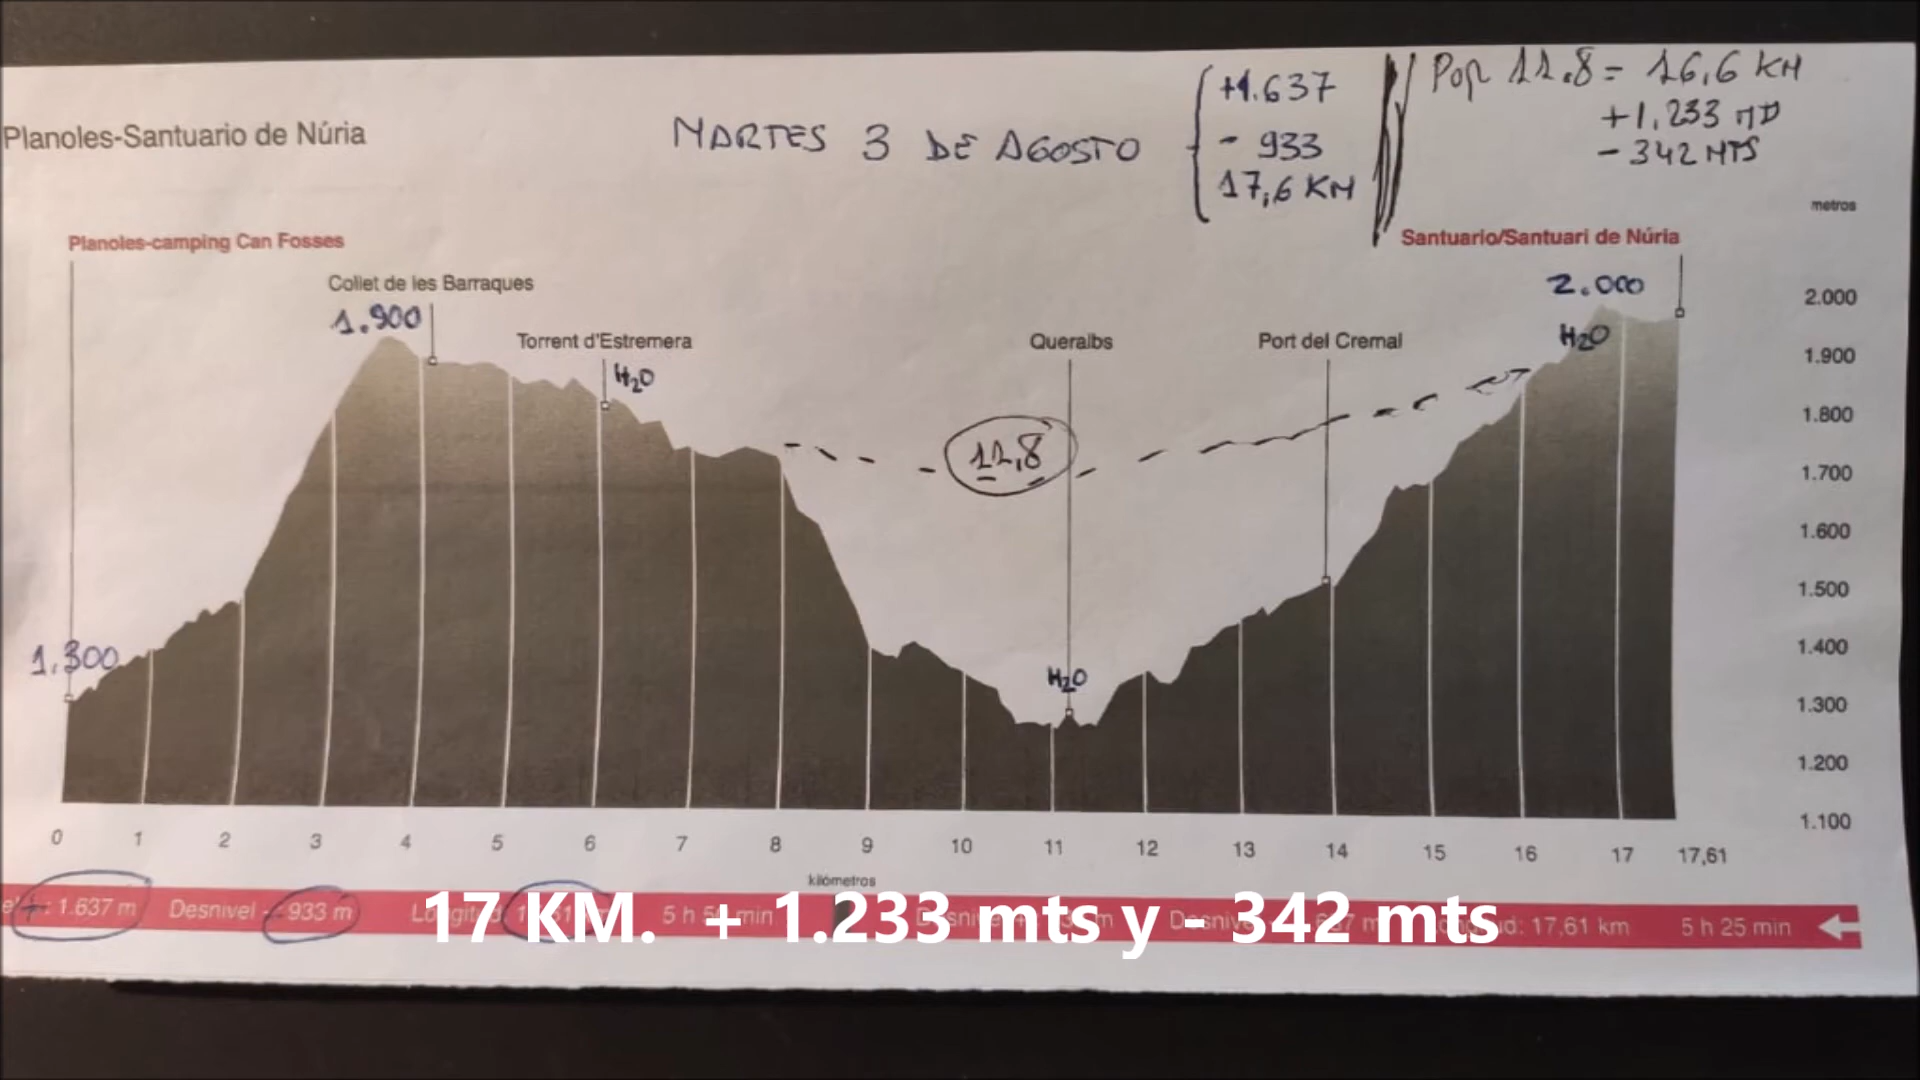 Planoles-Santuario de Núria
MARTES 3 DE AGOSTO
+1.637
- 933
17,6 KM
POR 11.8 = 16,6 KM
+1.233 MD
- 342 MTS
metros
Planoles-camping Can Fosses
Santuario/Santuari de Núria
Collet de les Barraques
1.900
Torrent d'Estremera
H2O
Queralbs
Port del Cremal
2.000
H2O
11,8
1.300
H2O
2.000
1.900
1.800
1.700
1.600
1.500
1.400
1.300
1.200
1.100
0 1 2 3 4 5 6 7 8 9 10 11 12 13 14 15 16 17 17,61
kilómetros
+: 1.637 m Desnivel - 933 m 5 h min
17,61 km 5 h 25 min
17 KM. + 1.233 mts y - 342 mts